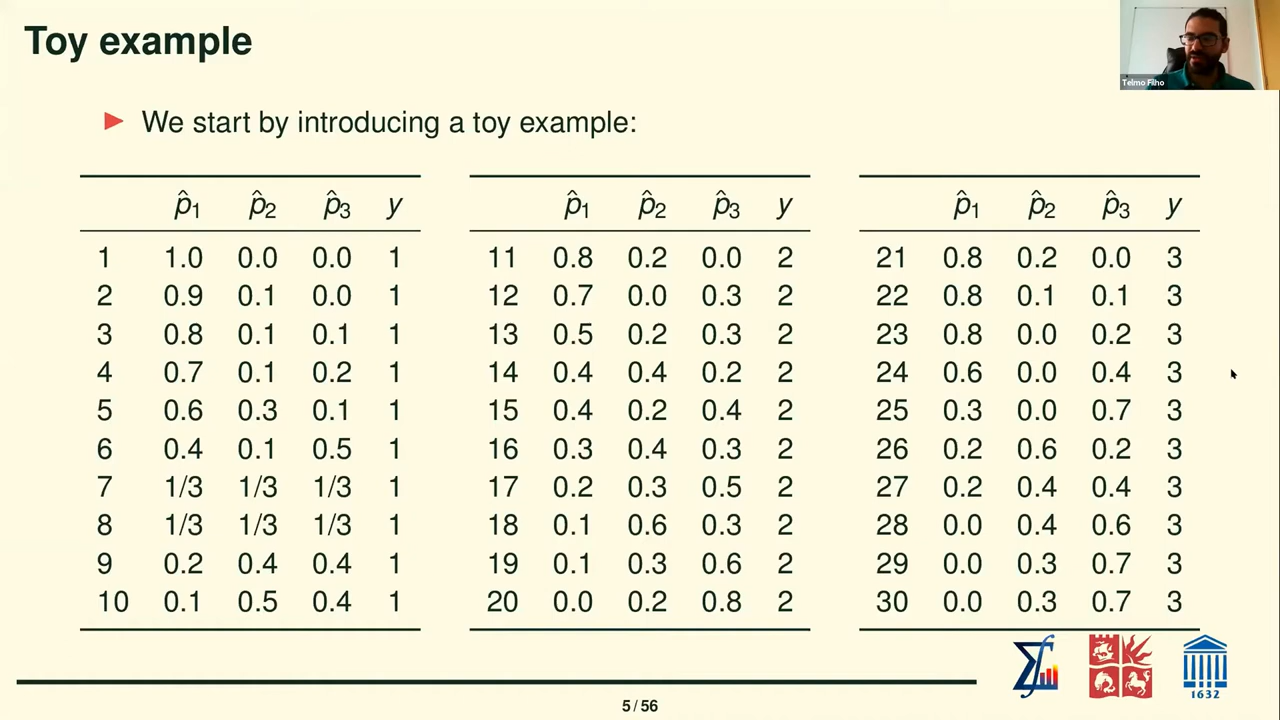 Toy example
Telmo Filho
▶ We start by introducing a toy example:
p̂1 p̂2 p̂3 y
1 1.0 0.0 0.0 1
2 0.9 0.1 0.0 1
3 0.8 0.1 0.1 1
4 0.7 0.1 0.2 1
5 0.6 0.3 0.1 1
6 0.4 0.1 0.5 1
7 1/3 1/3 1/3 1
8 1/3 1/3 1/3 1
9 0.2 0.4 0.4 1
10 0.1 0.5 0.4 1
p̂1 p̂2 p̂3 y
11 0.8 0.2 0.0 2
12 0.7 0.0 0.3 2
13 0.5 0.2 0.3 2
14 0.4 0.4 0.2 2
15 0.4 0.2 0.4 2
16 0.3 0.4 0.3 2
17 0.2 0.3 0.5 2
18 0.1 0.6 0.3 2
19 0.1 0.3 0.6 2
20 0.0 0.2 0.8 2
p̂1 p̂2 p̂3 y
21 0.8 0.2 0.0 3
22 0.8 0.1 0.1 3
23 0.8 0.0 0.2 3
24 0.6 0.0 0.4 3
25 0.3 0.0 0.7 3
26 0.2 0.6 0.2 3
27 0.2 0.4 0.4 3
28 0.0 0.4 0.6 3
29 0.0 0.3 0.7 3
30 0.0 0.3 0.7 3
1632
5 / 56